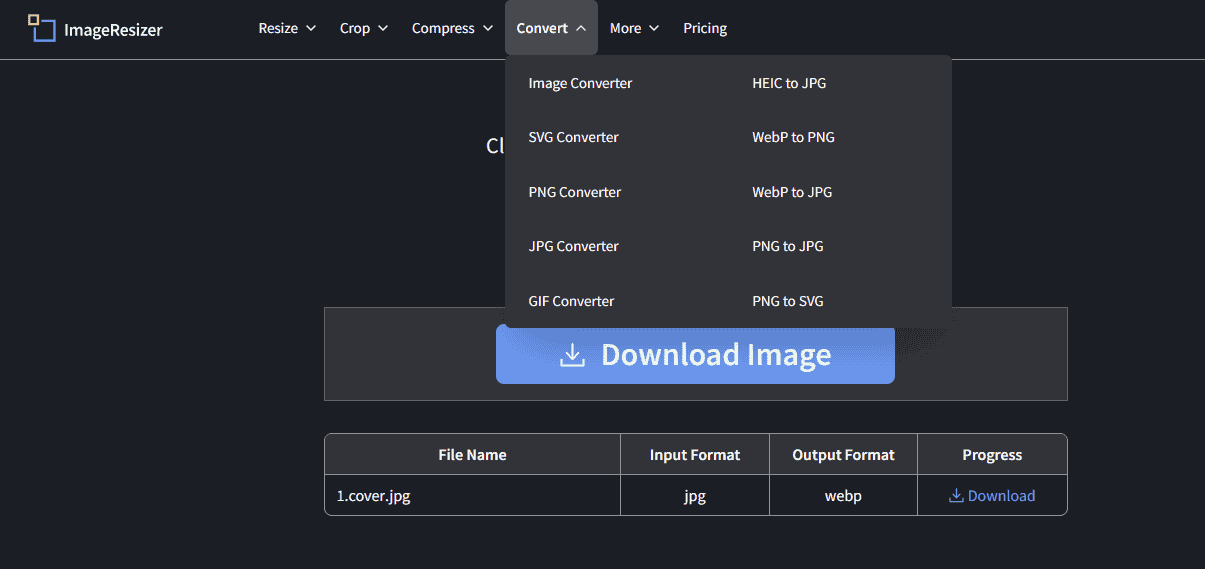 ImageResizer
Resize Crop Compress Convert More Pricing
Image Converter HEIC to JPG
SVG Converter WebP to PNG
PNG Converter WebP to JPG
JPG Converter PNG to JPG
GIF Converter PNG to SVG
Download Image
File Name Input Format Output Format Progress
1.cover.jpg jpg webp Download